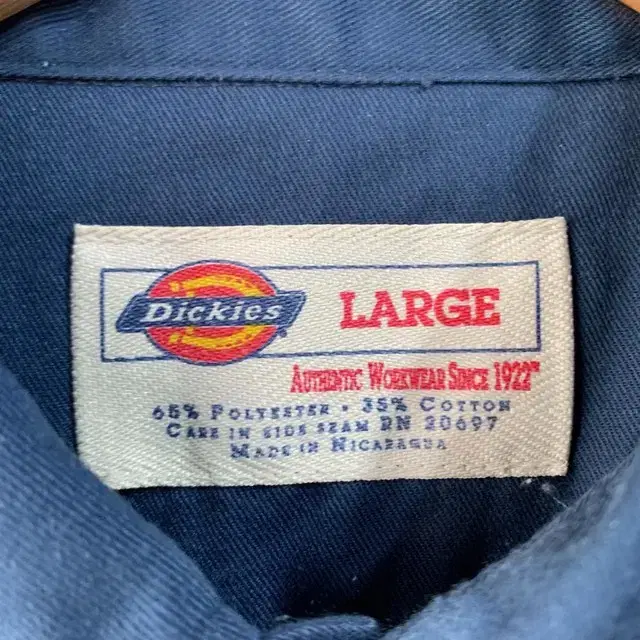 Dickies LARGE
AUTHENTIC WORKWEAR SINCE 1922™
65% POLYESTER · 35% COTTON
CARE IN SIDE SEAM RN 20697
MADE IN NICARAGUA